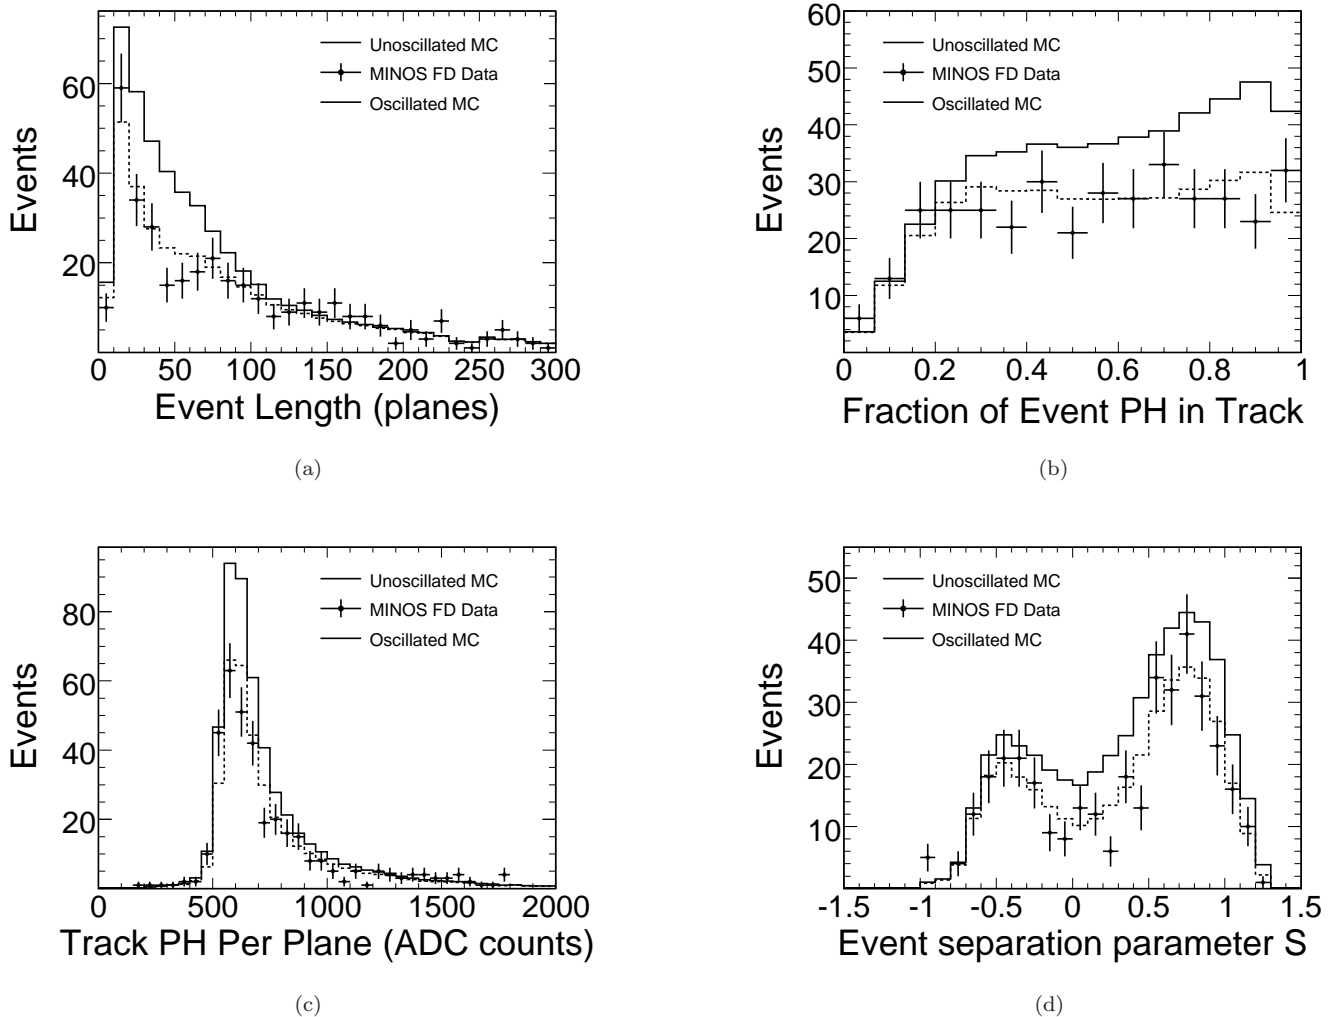 Unoscillated MC
MINOS FD Data
Oscillated MC
Events
60
40
20
0 50 100 150 200 250 300
Event Length (planes)
(a)
Unoscillated MC
MINOS FD Data
Oscillated MC
Events
60
50
40
30
20
10
0 0.2 0.4 0.6 0.8 1
Fraction of Event PH in Track
(b)
Unoscillated MC
MINOS FD Data
Oscillated MC
Events
80
60
40
20
0 500 1000 1500 2000
Track PH Per Plane (ADC counts)
(c)
Unoscillated MC
MINOS FD Data
Oscillated MC
Events
50
40
30
20
10
-1.5 -1 -0.5 0 0.5 1 1.5
Event separation parameter S
(d)